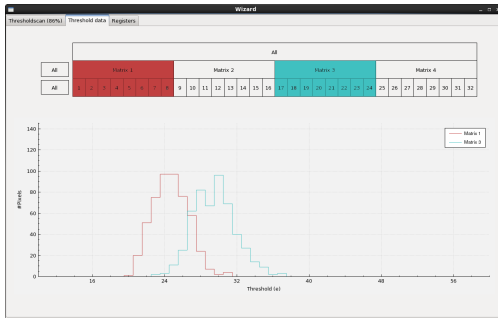 Wizard
Thresholdscan (86%) Threshold data Registers
All
All Matrix 1 Matrix 2 Matrix 3 Matrix 4
All 1 2 3 4 5 6 7 8 9 10 11 12 13 14 15 16 17 18 19 20 21 22 23 24 25 26 27 28 29 30 31 32
140
120
100
80
60
40
20
0
#Pixels
Matrix 1
Matrix 3
16 24 32 40 48 56
Threshold (e)